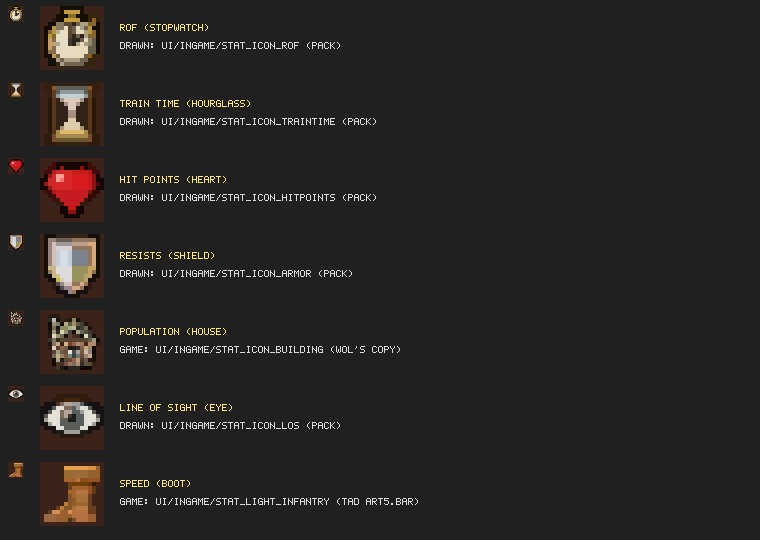 ROF (STOPWATCH)
DRAWN: UI/INGAME/STAT_ICON_ROF (PACK)
TRAIN TIME (HOURGLASS)
DRAWN: UI/INGAME/STAT_ICON_TRAINTIME (PACK)
HIT POINTS (HEART)
DRAWN: UI/INGAME/STAT_ICON_HITPOINTS (PACK)
RESISTS (SHIELD)
DRAWN: UI/INGAME/STAT_ICON_ARMOR (PACK)
POPULATION (HOUSE)
GAME: UI/INGAME/STAT_ICON_BUILDING (WOL'S COPY)
LINE OF SIGHT (EYE)
DRAWN: UI/INGAME/STAT_ICON_LOS (PACK)
SPEED (BOOT)
GAME: UI/INGAME/STAT_LIGHT_INFANTRY (TAD ART5.BAR)